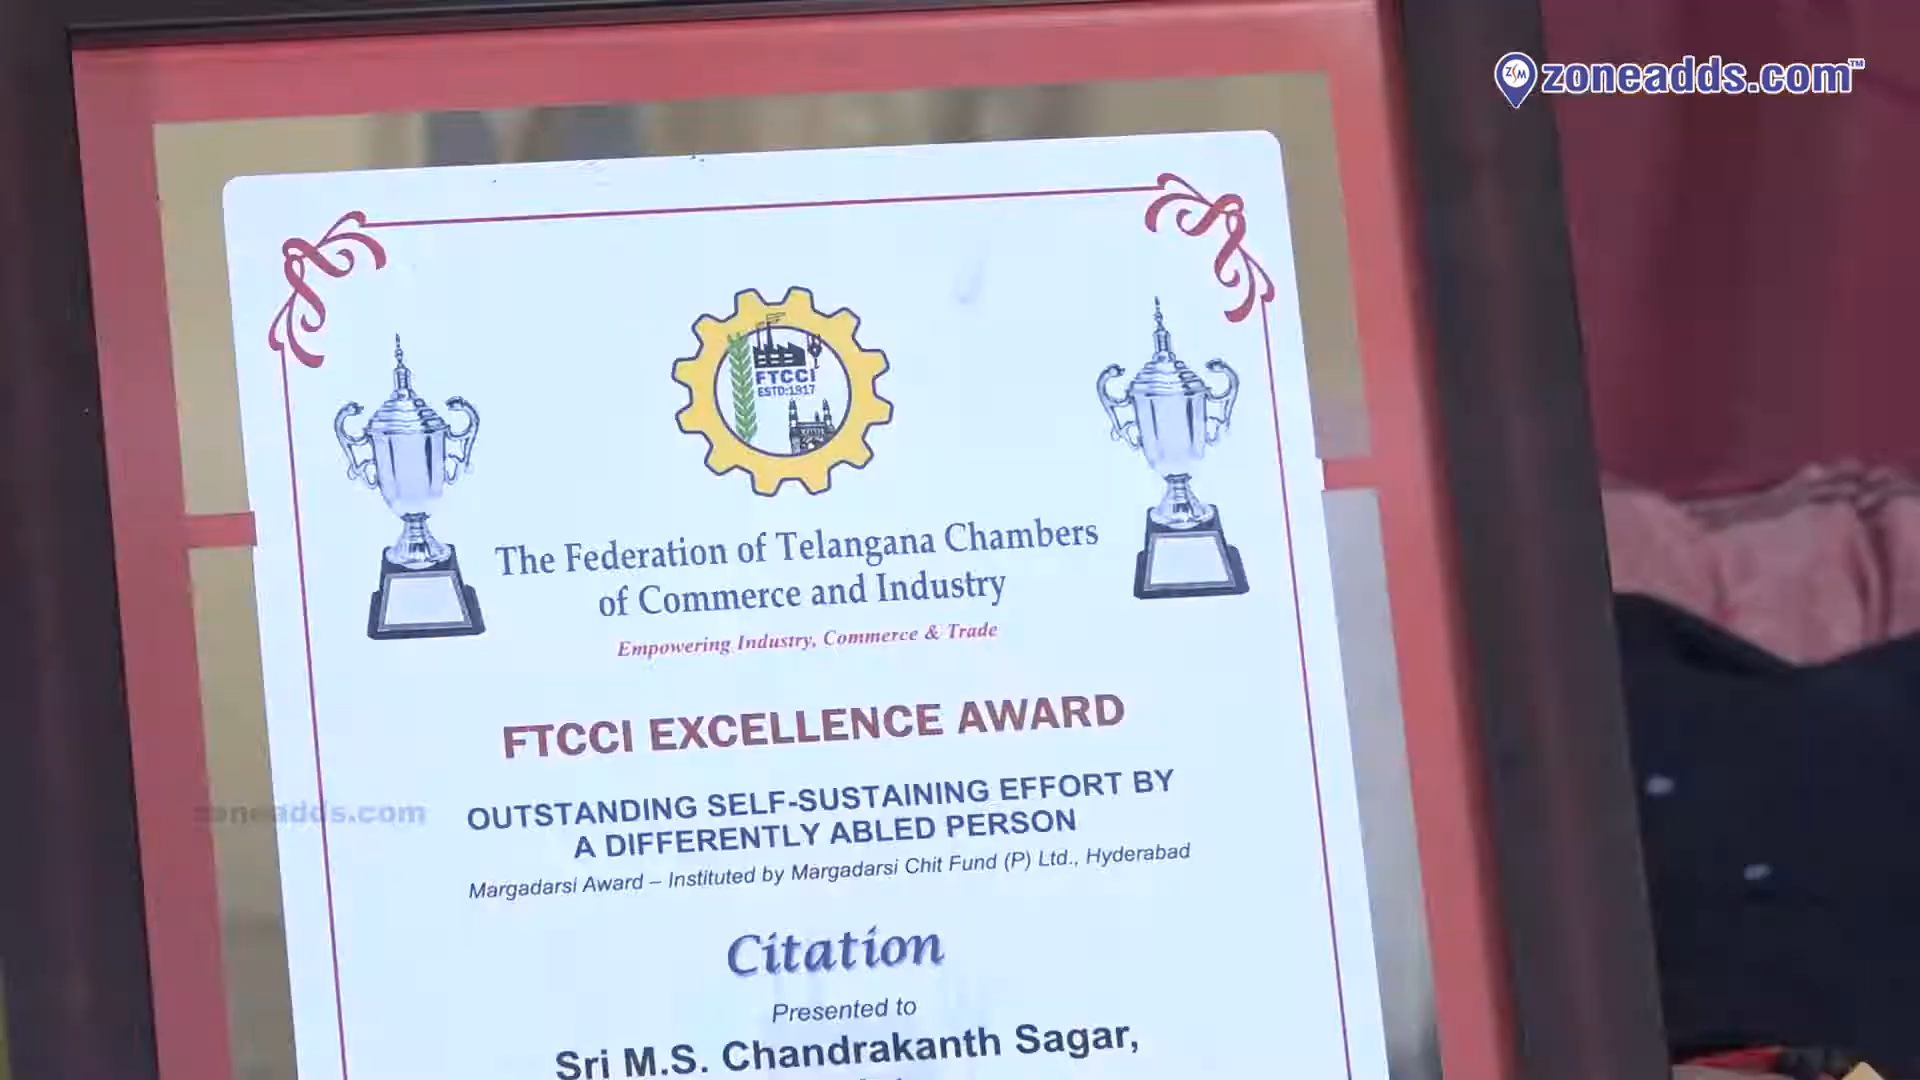 zoneadds.com™
FTCCI
ESTD:1917
The Federation of Telangana Chambers
of Commerce and Industry
Empowering Industry, Commerce & Trade
FTCCI EXCELLENCE AWARD
OUTSTANDING SELF-SUSTAINING EFFORT BY
A DIFFERENTLY ABLED PERSON
Margadarsi Award – Instituted by Margadarsi Chit Fund (P) Ltd., Hyderabad
zoneadds.com
Citation
Presented to
Sri M.S. Chandrakanth Sagar,